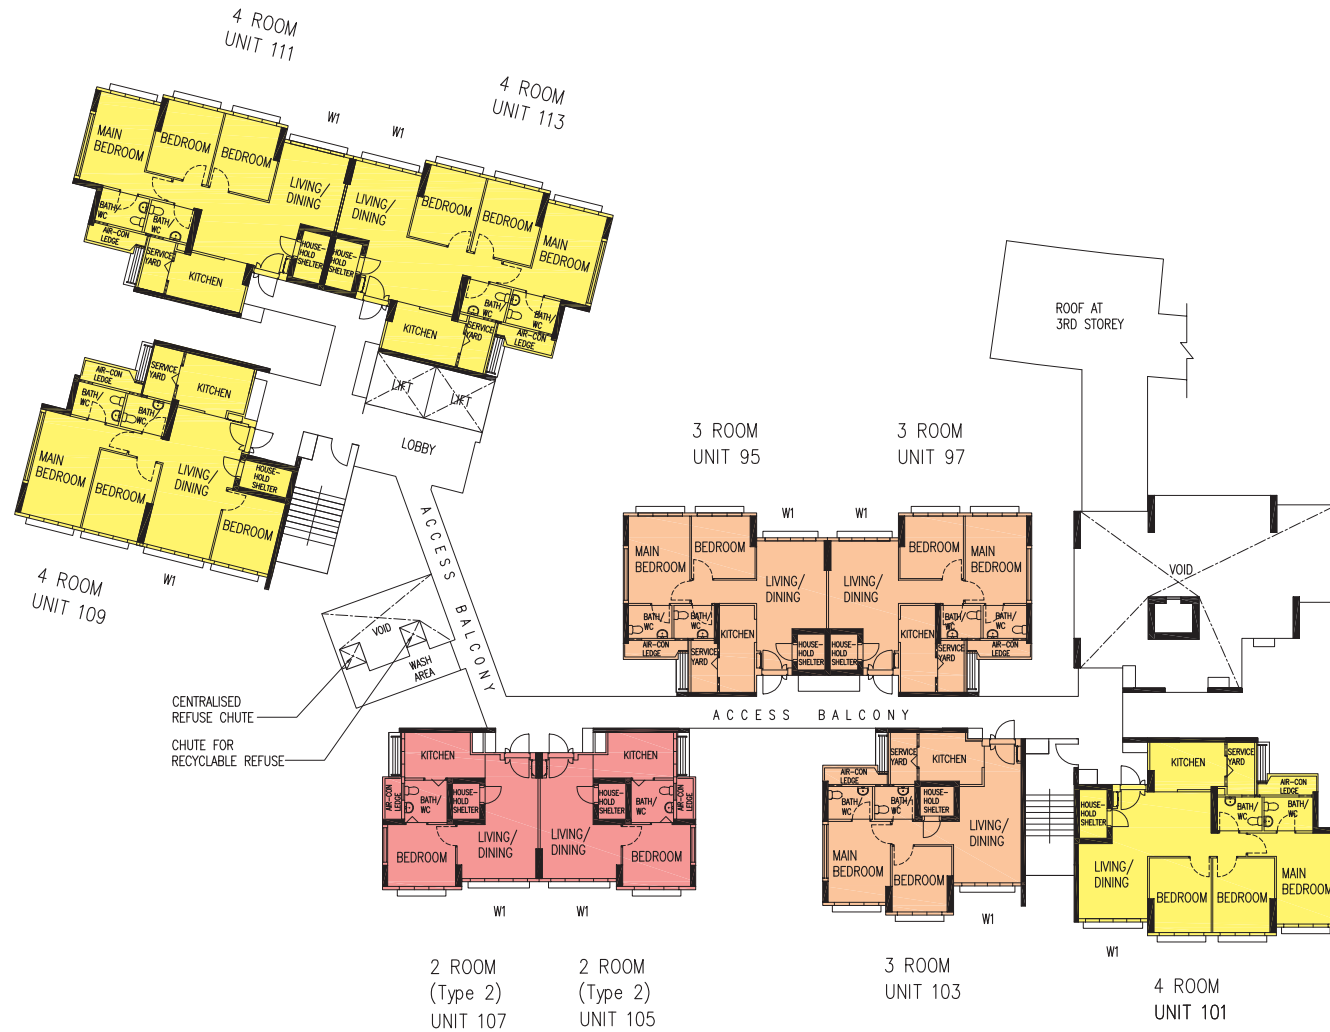 4 ROOM
UNIT 111
4 ROOM
UNIT 113
W1
W1
MAIN
BEDROOM
BEDROOM
BEDROOM
LIVING/
DINING
LIVING/
DINING
BEDROOM
BEDROOM
MAIN
BEDROOM
BATH/
WC
BATH/
WC
AIR-CON
LEDGE
SERVICE
YARD
KITCHEN
HOUSE-
HOLD
SHELTER
HOUSE-
HOLD
SHELTER
KITCHEN
SERVICE
YARD
BATH/
WC
BATH/
WC
AIR-CON
LEDGE
LIFT
LIFT
LOBBY
AIR-CON
LEDGE
SERVICE
YARD
KITCHEN
BATH/
WC
BATH/
WC
MAIN
BEDROOM
BEDROOM
LIVING/
DINING
HOUSE-
HOLD
SHELTER
BEDROOM
W1
4 ROOM
UNIT 109
ROOF AT
3RD STOREY
3 ROOM
UNIT 95
3 ROOM
UNIT 97
W1
W1
MAIN
BEDROOM
BEDROOM
LIVING/
DINING
LIVING/
DINING
BEDROOM
MAIN
BEDROOM
BATH/
WC
BATH/
WC
AIR-CON
LEDGE
SERVICE
YARD
KITCHEN
HOUSE-
HOLD
SHELTER
HOUSE-
HOLD
SHELTER
KITCHEN
SERVICE
YARD
BATH/
WC
BATH/
WC
AIR-CON
LEDGE
VOID
ACCESS BALCONY
VOID
WASH
AREA
CENTRALISED
REFUSE CHUTE
CHUTE FOR
RECYCLABLE REFUSE
ACCESS BALCONY
KITCHEN
AIR-CON
LEDGE
BATH/
WC
HOUSE-
HOLD
SHELTER
BEDROOM
LIVING/
DINING
KITCHEN
HOUSE-
HOLD
SHELTER
BATH/
WC
AIR-CON
LEDGE
LIVING/
DINING
BEDROOM
W1
W1
2 ROOM
(Type 2)
UNIT 107
2 ROOM
(Type 2)
UNIT 105
SERVICE
YARD
KITCHEN
AIR-CON
LEDGE
BATH/
WC
BATH/
WC
HOUSE-
HOLD
SHELTER
LIVING/
DINING
MAIN
BEDROOM
BEDROOM
W1
3 ROOM
UNIT 103
KITCHEN
SERVICE
YARD
AIR-CON
LEDGE
HOUSE-
HOLD
SHELTER
BATH/
WC
BATH/
WC
LIVING/
DINING
BEDROOM
BEDROOM
MAIN
BEDROOM
W1
4 ROOM
UNIT 101